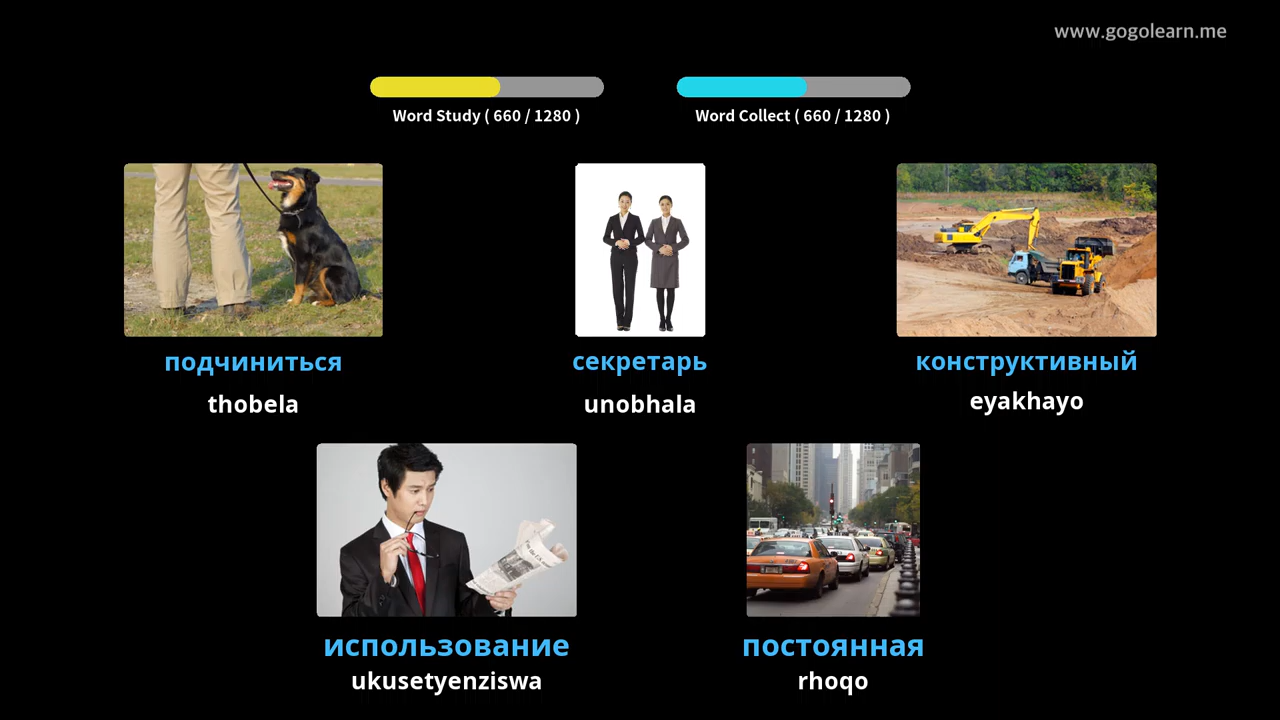 www.gogolearn.me
Word Study ( 660 / 1280 )
Word Collect ( 660 / 1280 )
подчиниться
thobela
секретарь
unobhala
конструктивный
eyakhayo
использование
ukusetyenziswa
постоянная
rhoqo